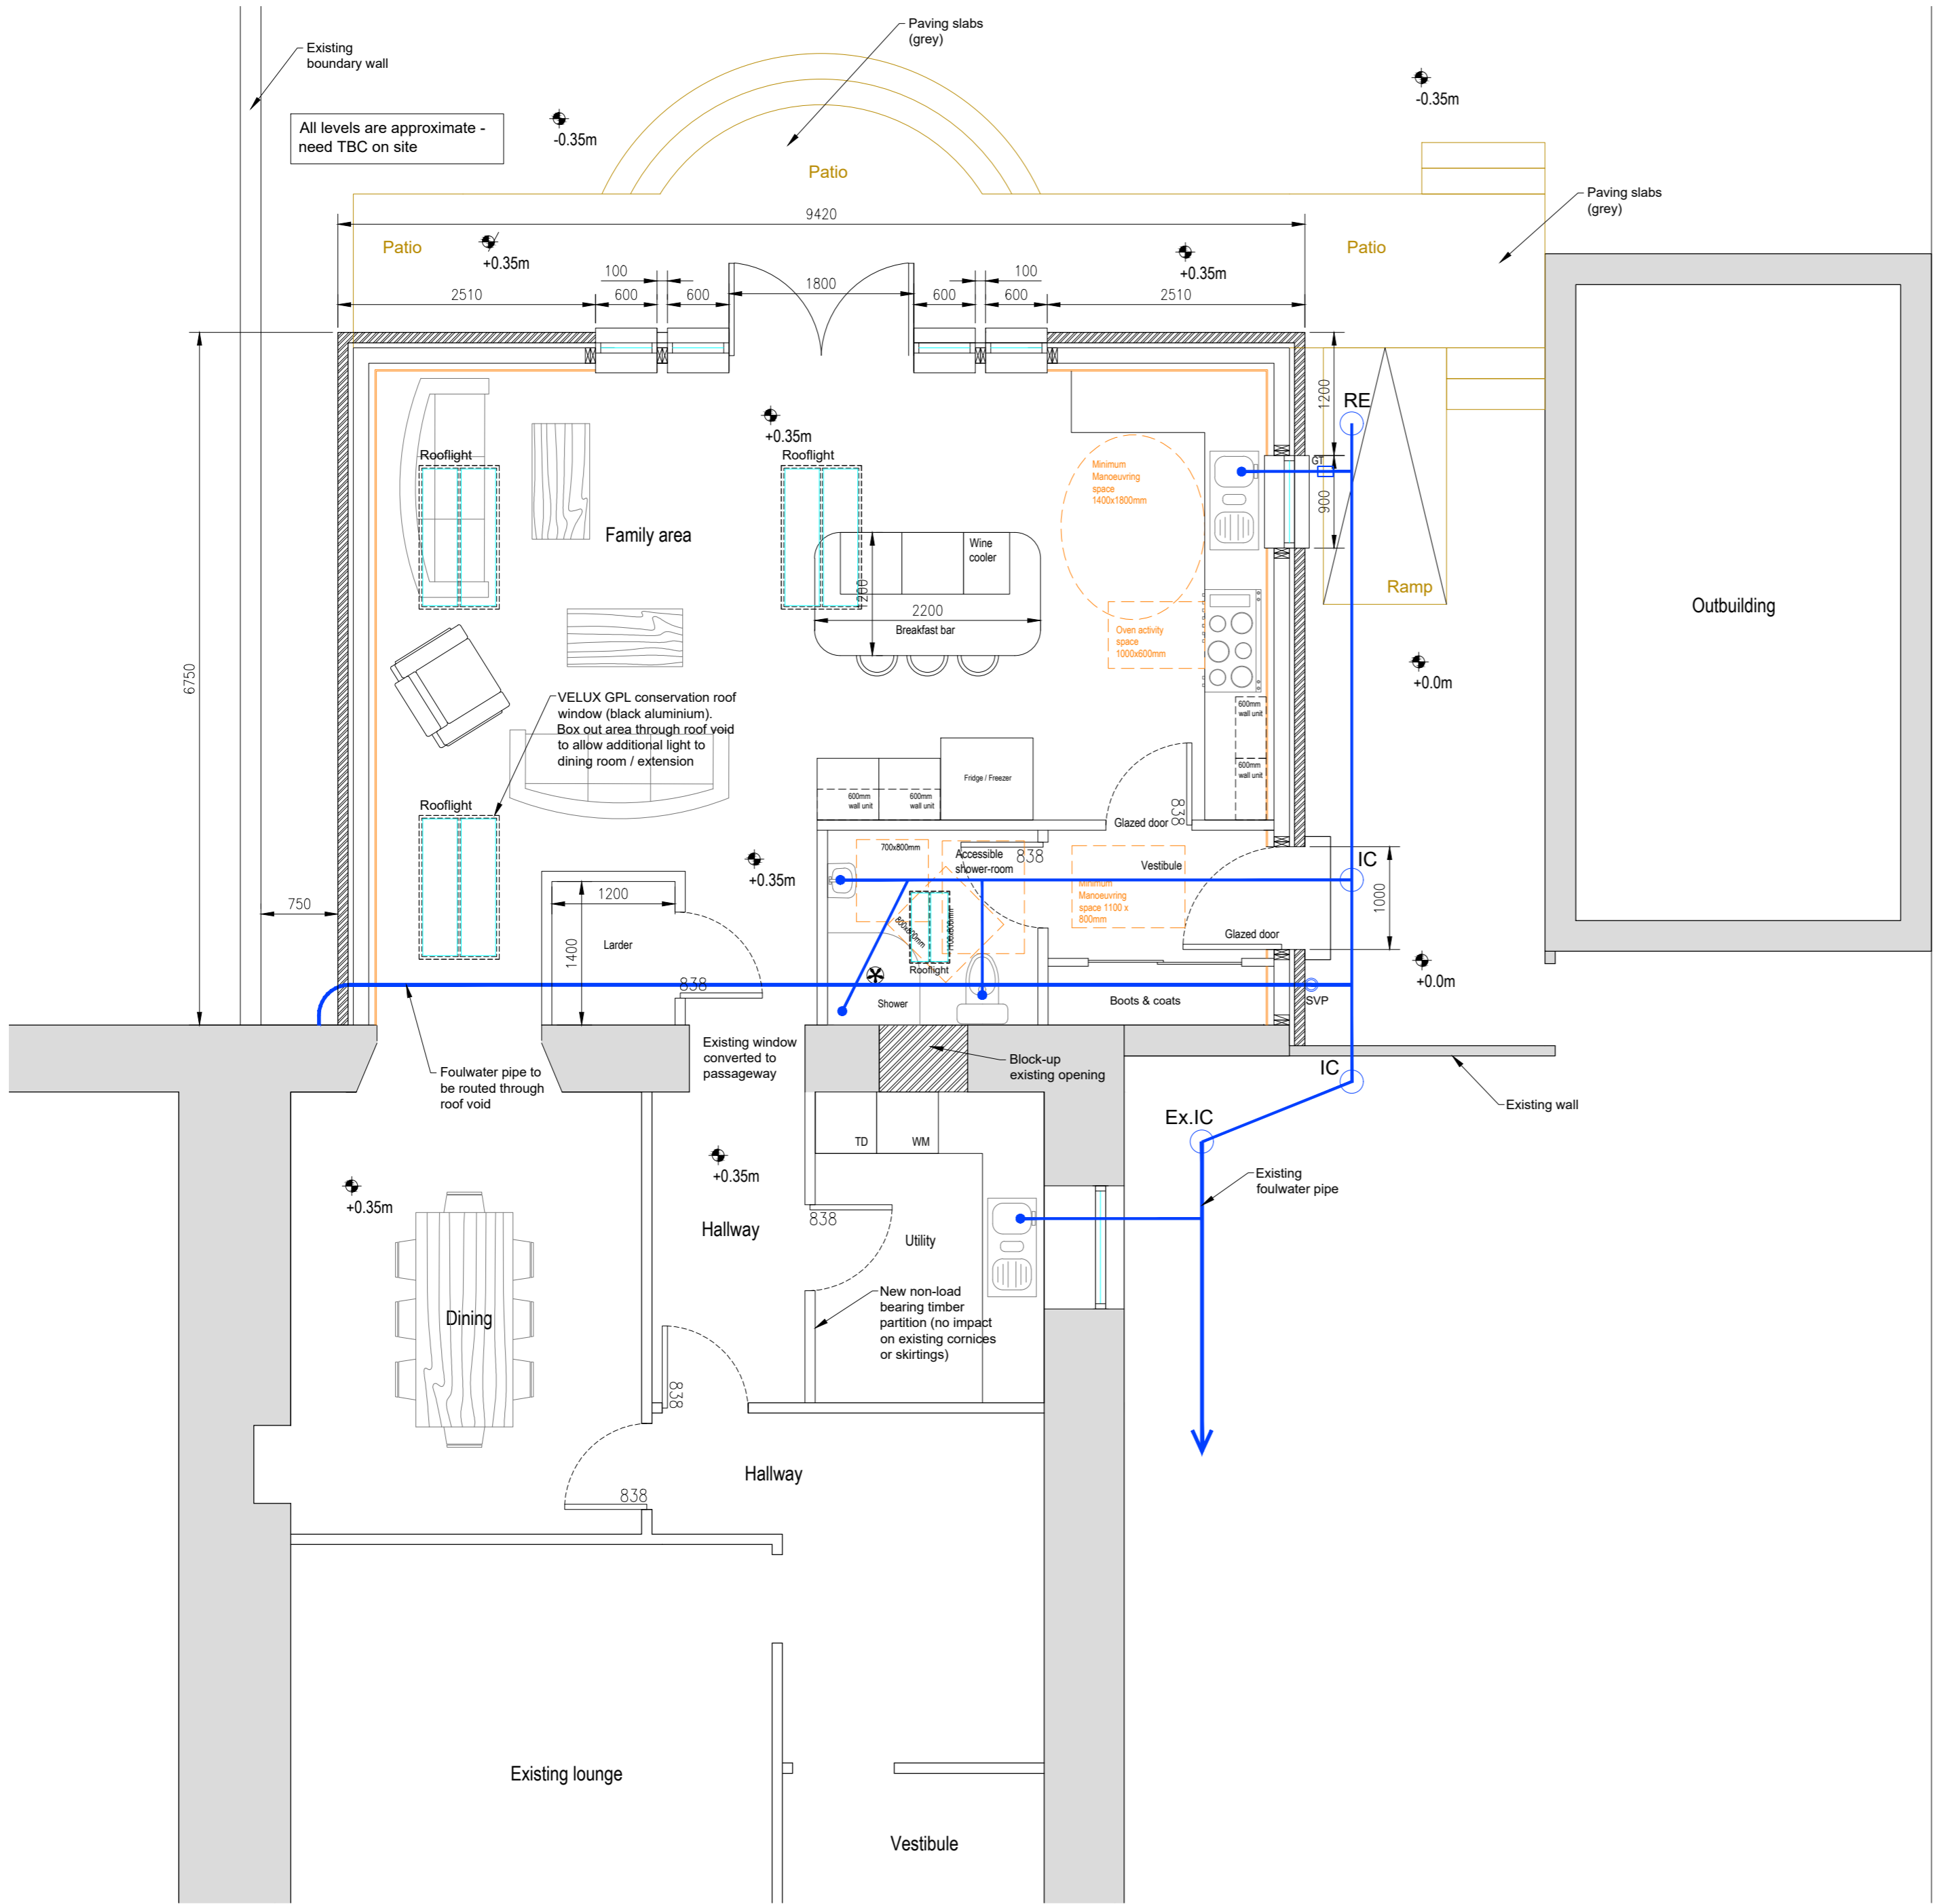 Paving slabs
(grey)
Existing
boundary wall
-0.35m
All levels are approximate -
need TBC on site
-0.35m
Patio
Paving slabs
(grey)
9420
Patio
+0.35m
+0.35m
Patio
100
100
2510
600
600
1800
600
600
2510
1200
RE
+0.35m
Rooflight
Rooflight
Minimum
Manoeuvring
space
1400x1800mm
GT
900
Family area
Wine
cooler
1200
2200
Breakfast bar
Ramp
Outbuilding
Oven activity
space
1000x600mm
6750
+0.0m
VELUX GPL conservation roof
window (black aluminium).
Box out area through roof void
to allow additional light to
dining room / extension
600mm
wall unit
600mm
wall unit
Fridge / Freezer
600mm
wall unit
600mm
wall unit
Rooflight
838
Glazed door
700x800mm
Accessible
shower-room
838
Vestibule
IC
+0.35m
Minimum
Manoeuvring
space 1100 x
800mm
1000
750
1200
1400
Larder
800x800mm
1100x800mm
Glazed door
Rooflight
+0.0m
838
Shower
Boots & coats
SVP
Existing window
converted to
passageway
Block-up
existing opening
Foulwater pipe to
be routed through
roof void
IC
Existing wall
Ex.IC
TD
WM
+0.35m
+0.35m
Existing
foulwater pipe
838
Hallway
Utility
New non-load
bearing timber
partition (no impact
on existing cornices
or skirtings)
Dining
838
Hallway
838
Existing lounge
Vestibule